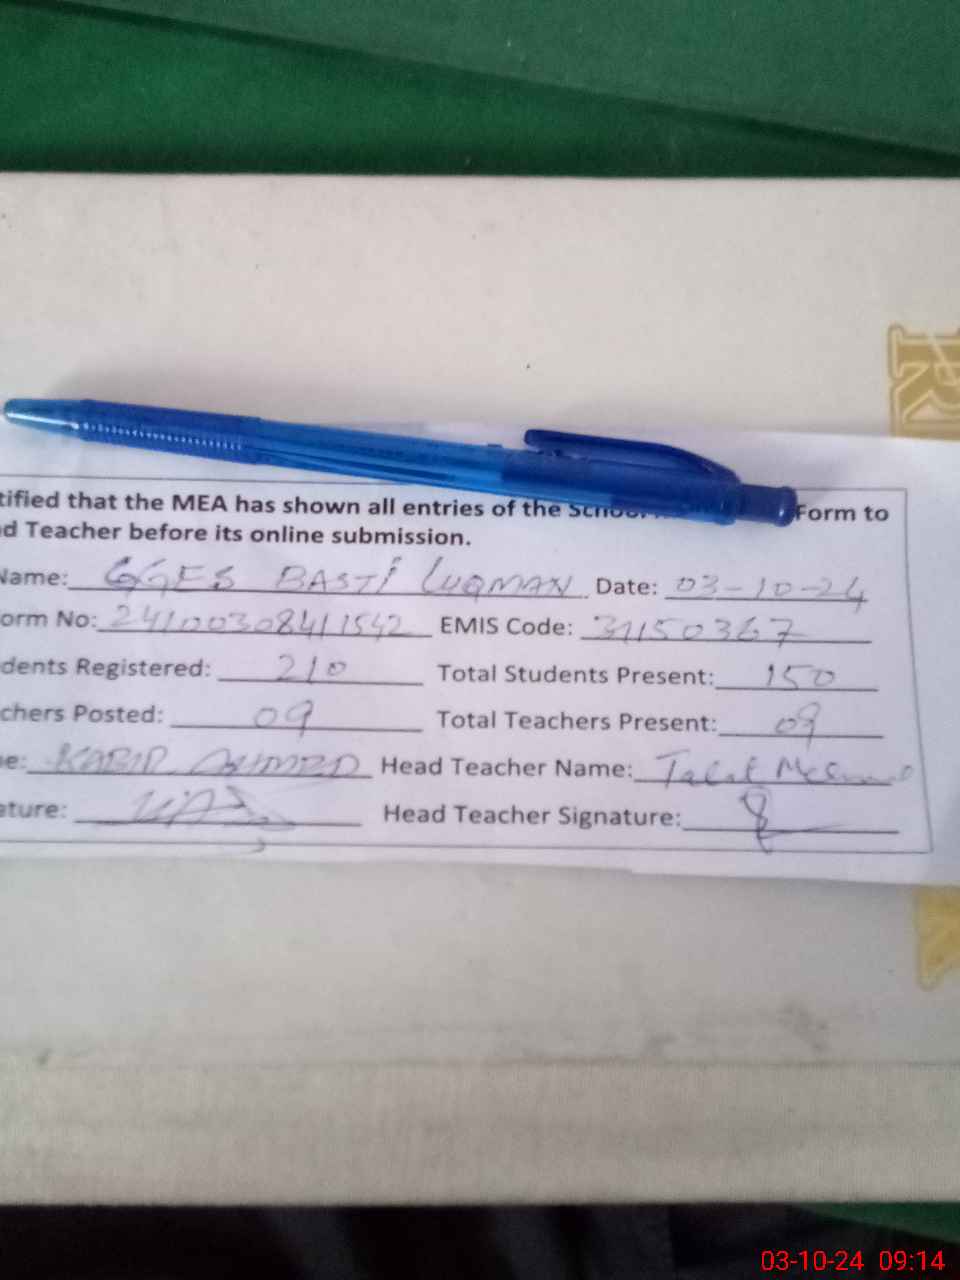 tified that the MEA has shown all entries of the School Form to
d Teacher before its online submission.
Name: GGES BASTI LUQMAN Date: 03-10-24
orm No: 24100308411542 EMIS Code: 31150367
dents Registered: 210 Total Students Present: 150
chers Posted: 09 Total Teachers Present: 09
e: KABIR AHMED Head Teacher Name: Talat
ature: Head Teacher Signature:
R
K
03-10-24 09:14